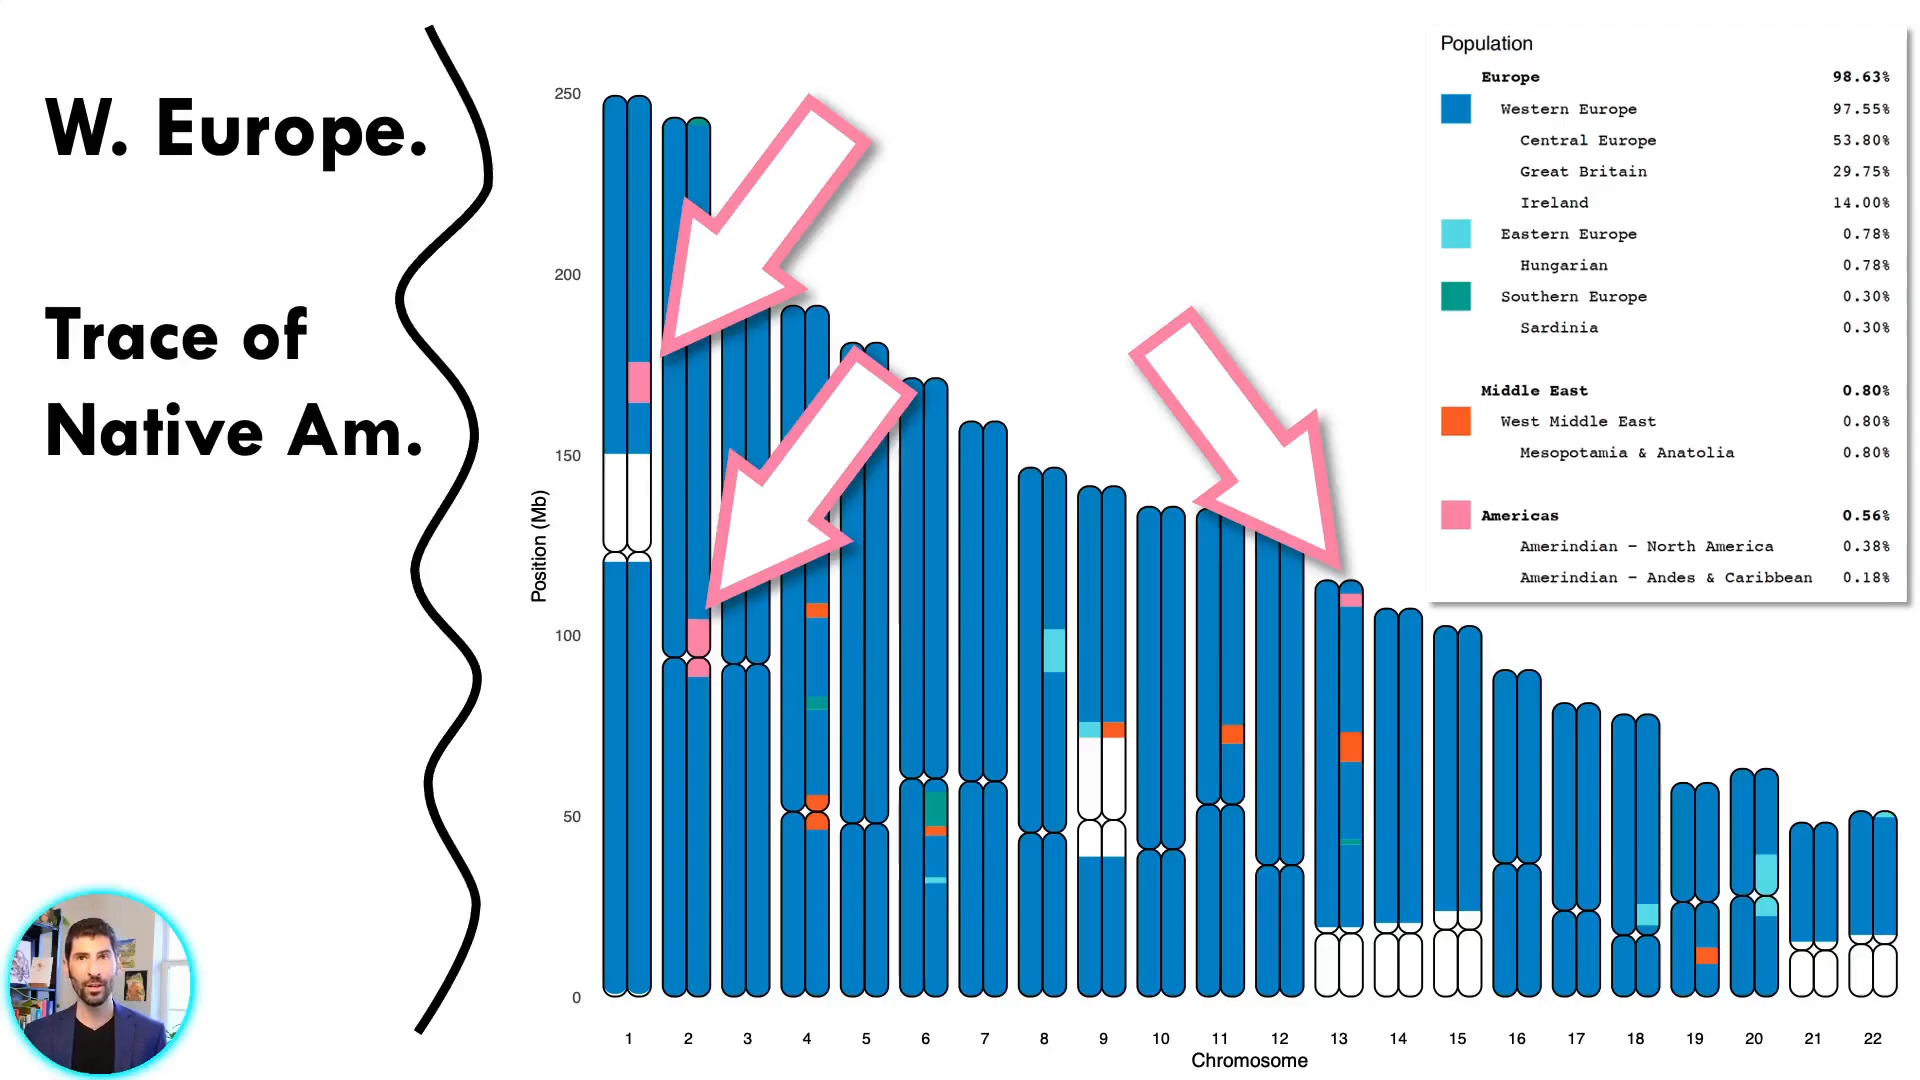 W. Europe.
Trace of
Native Am.
Position (Mb)
250
200
150
100
50
0
1 2 3 4 5 6 7 8 9 10 11 12 13 14 15 16 17 18 19 20 21 22
Chromosome
Population
Europe 98.63%
Western Europe 97.55%
Central Europe 53.80%
Great Britain 29.75%
Ireland 14.00%
Eastern Europe 0.78%
Hungarian 0.78%
Southern Europe 0.30%
Sardinia 0.30%
Middle East 0.80%
West Middle East 0.80%
Mesopotamia & Anatolia 0.80%
Americas 0.56%
Amerindian – North America 0.38%
Amerindian – Andes & Caribbean 0.18%